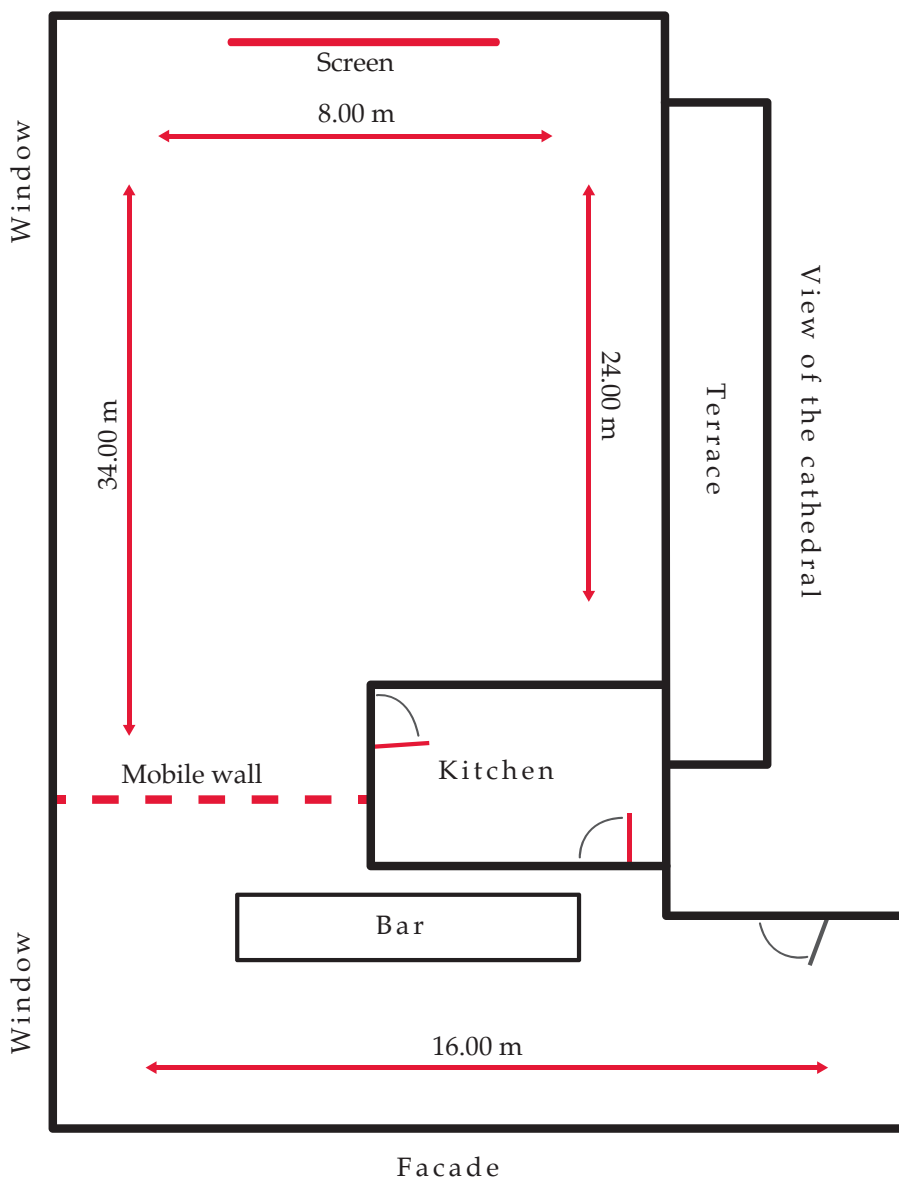 Screen
8.00 m
Window
34.00 m
24.00 m
Terrace
View of the cathedral
Mobile wall
Kitchen
Bar
Window
16.00 m
Facade